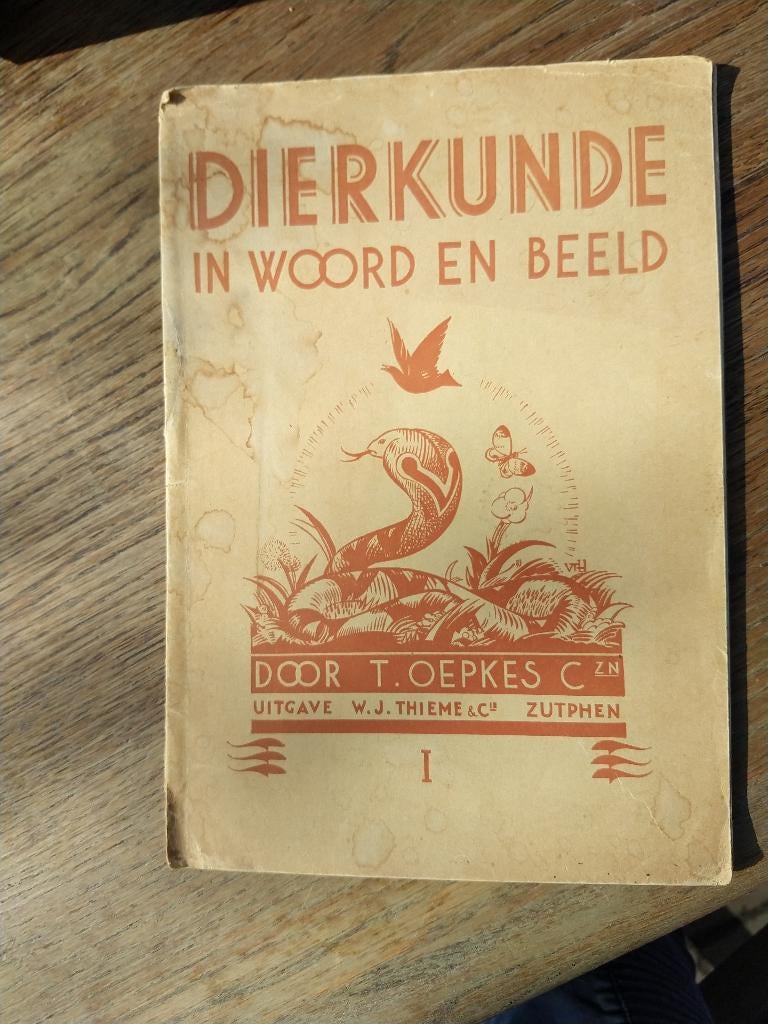 DIERKUNDE
IN WOORD EN BEELD
DOOR T. OEPKES CZN
UITGAVE W.J. THIEME & CIE ZUTPHEN
I